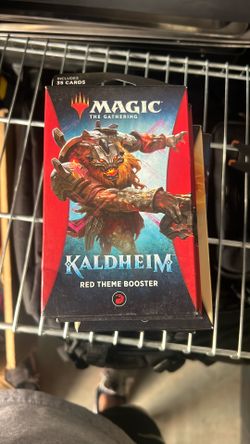 INCLUDES
35 CARDS
MAGIC
THE GATHERING
KALDHEIM
RED THEME BOOSTER